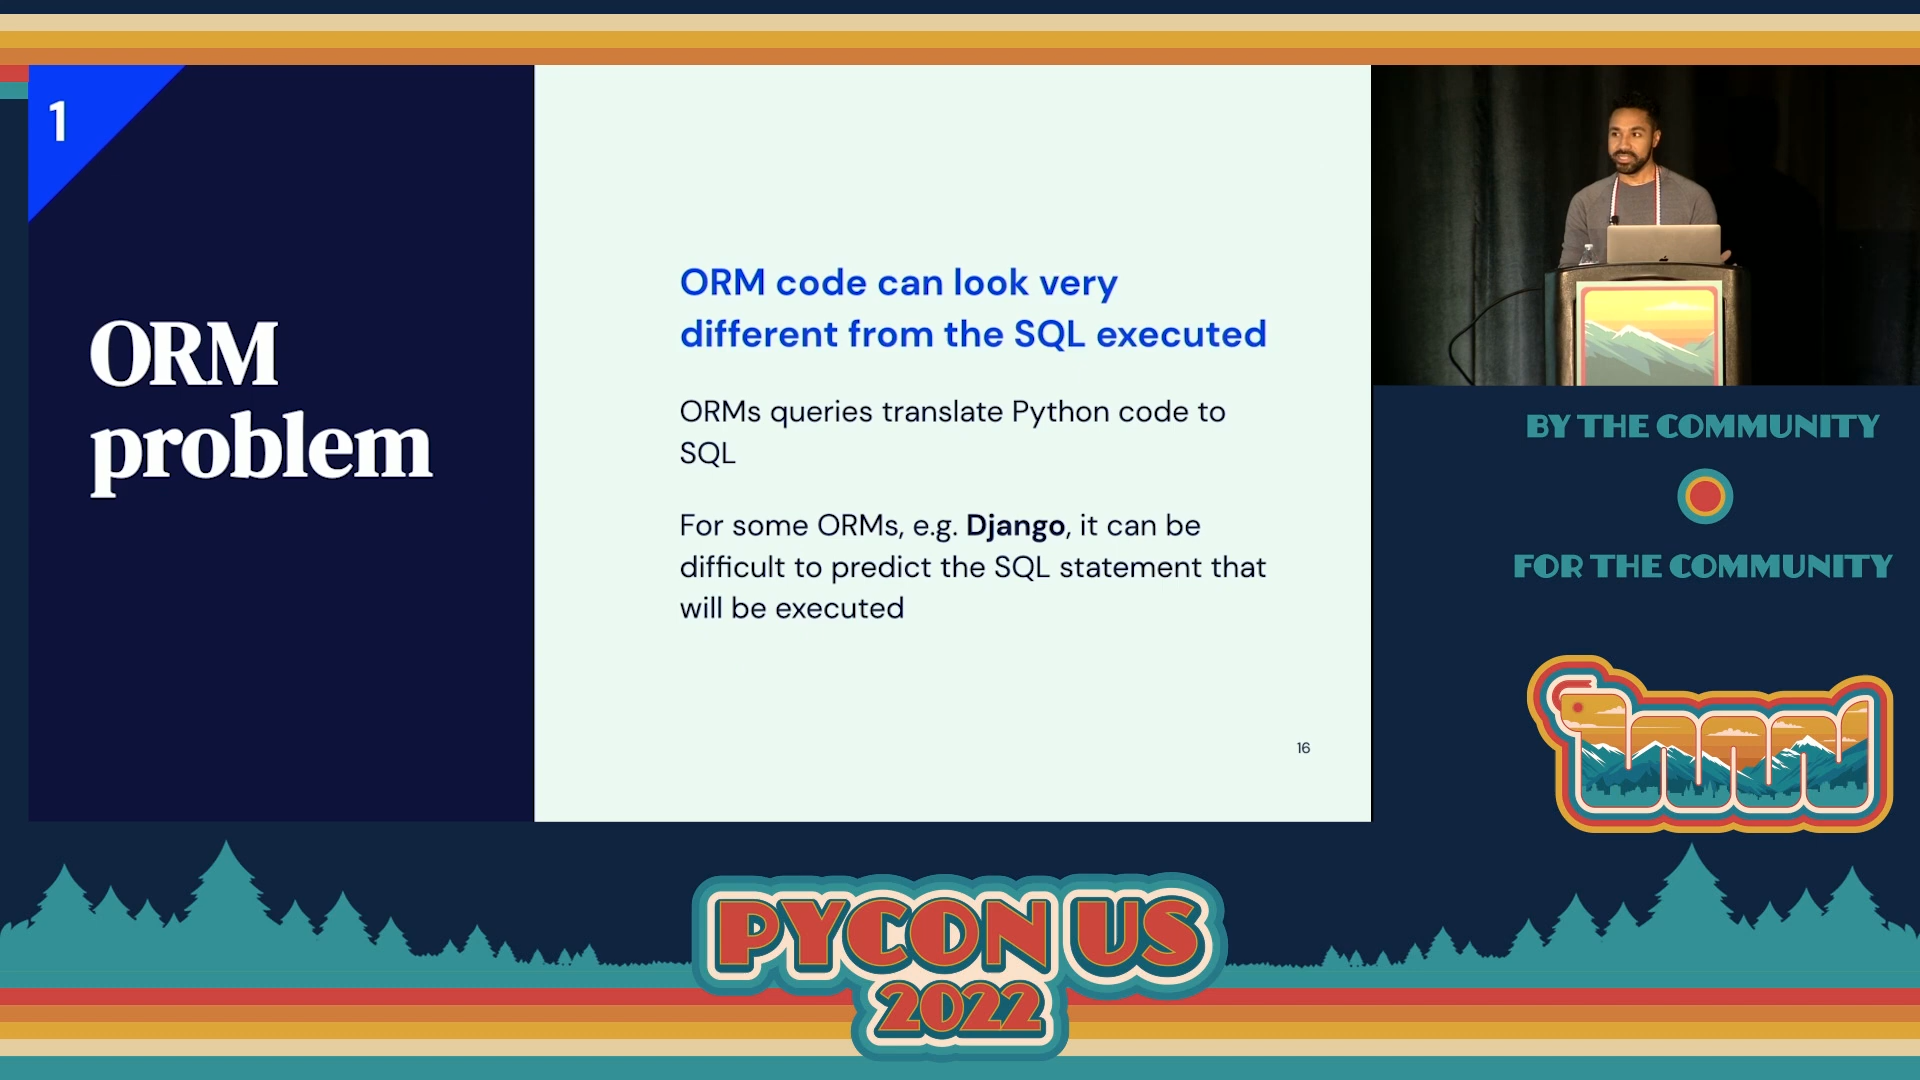 1
ORM
problem
ORM code can look very
different from the SQL executed
ORMs queries translate Python code to
SQL
For some ORMs, e.g. Django, it can be
difficult to predict the SQL statement that
will be executed
16
BY THE COMMUNITY
FOR THE COMMUNITY
PYCON US
2022